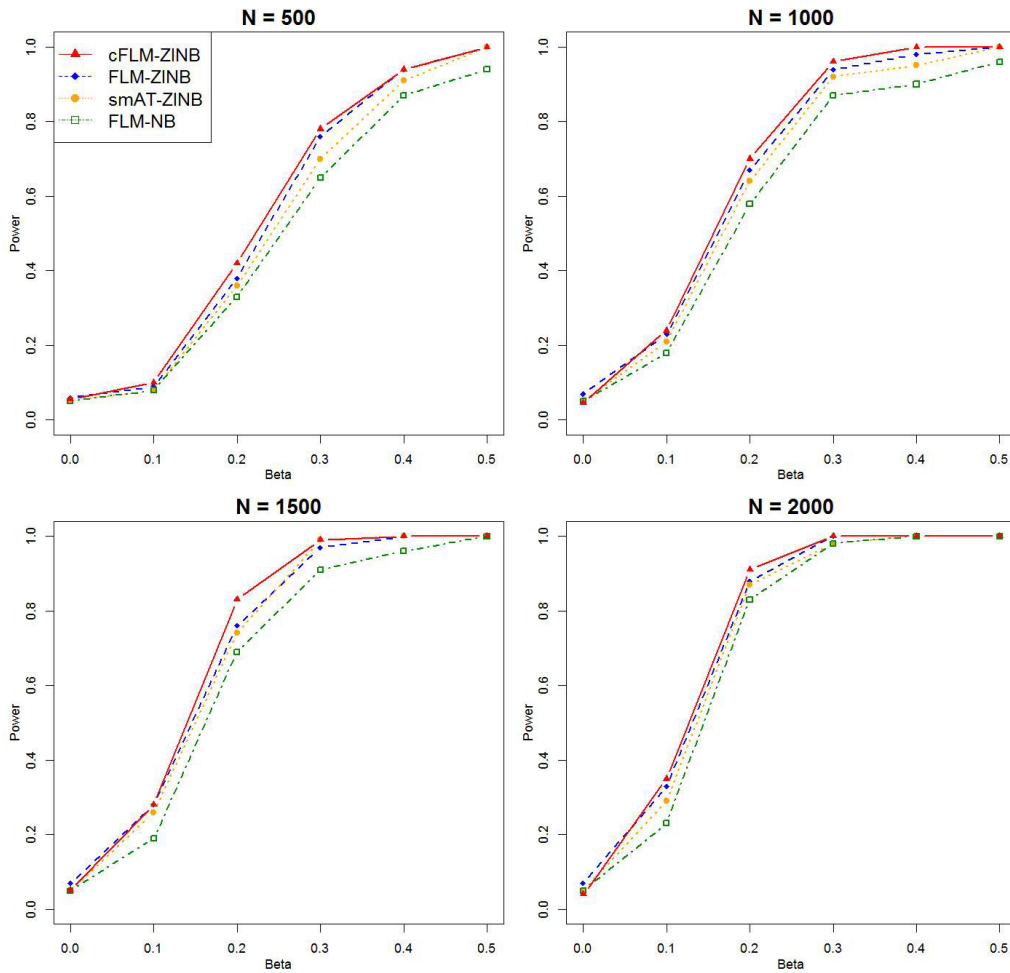 N = 500
cFLM-ZINB
FLM-ZINB
smAT-ZINB
FLM-NB
Power
0.0 0.2 0.4 0.6 0.8 1.0
0.0 0.1 0.2 0.3 0.4 0.5
Beta
N = 1000
Power
0.0 0.2 0.4 0.6 0.8 1.0
0.0 0.1 0.2 0.3 0.4 0.5
Beta
N = 1500
Power
0.0 0.2 0.4 0.6 0.8 1.0
0.0 0.1 0.2 0.3 0.4 0.5
Beta
N = 2000
Power
0.0 0.2 0.4 0.6 0.8 1.0
0.0 0.1 0.2 0.3 0.4 0.5
Beta